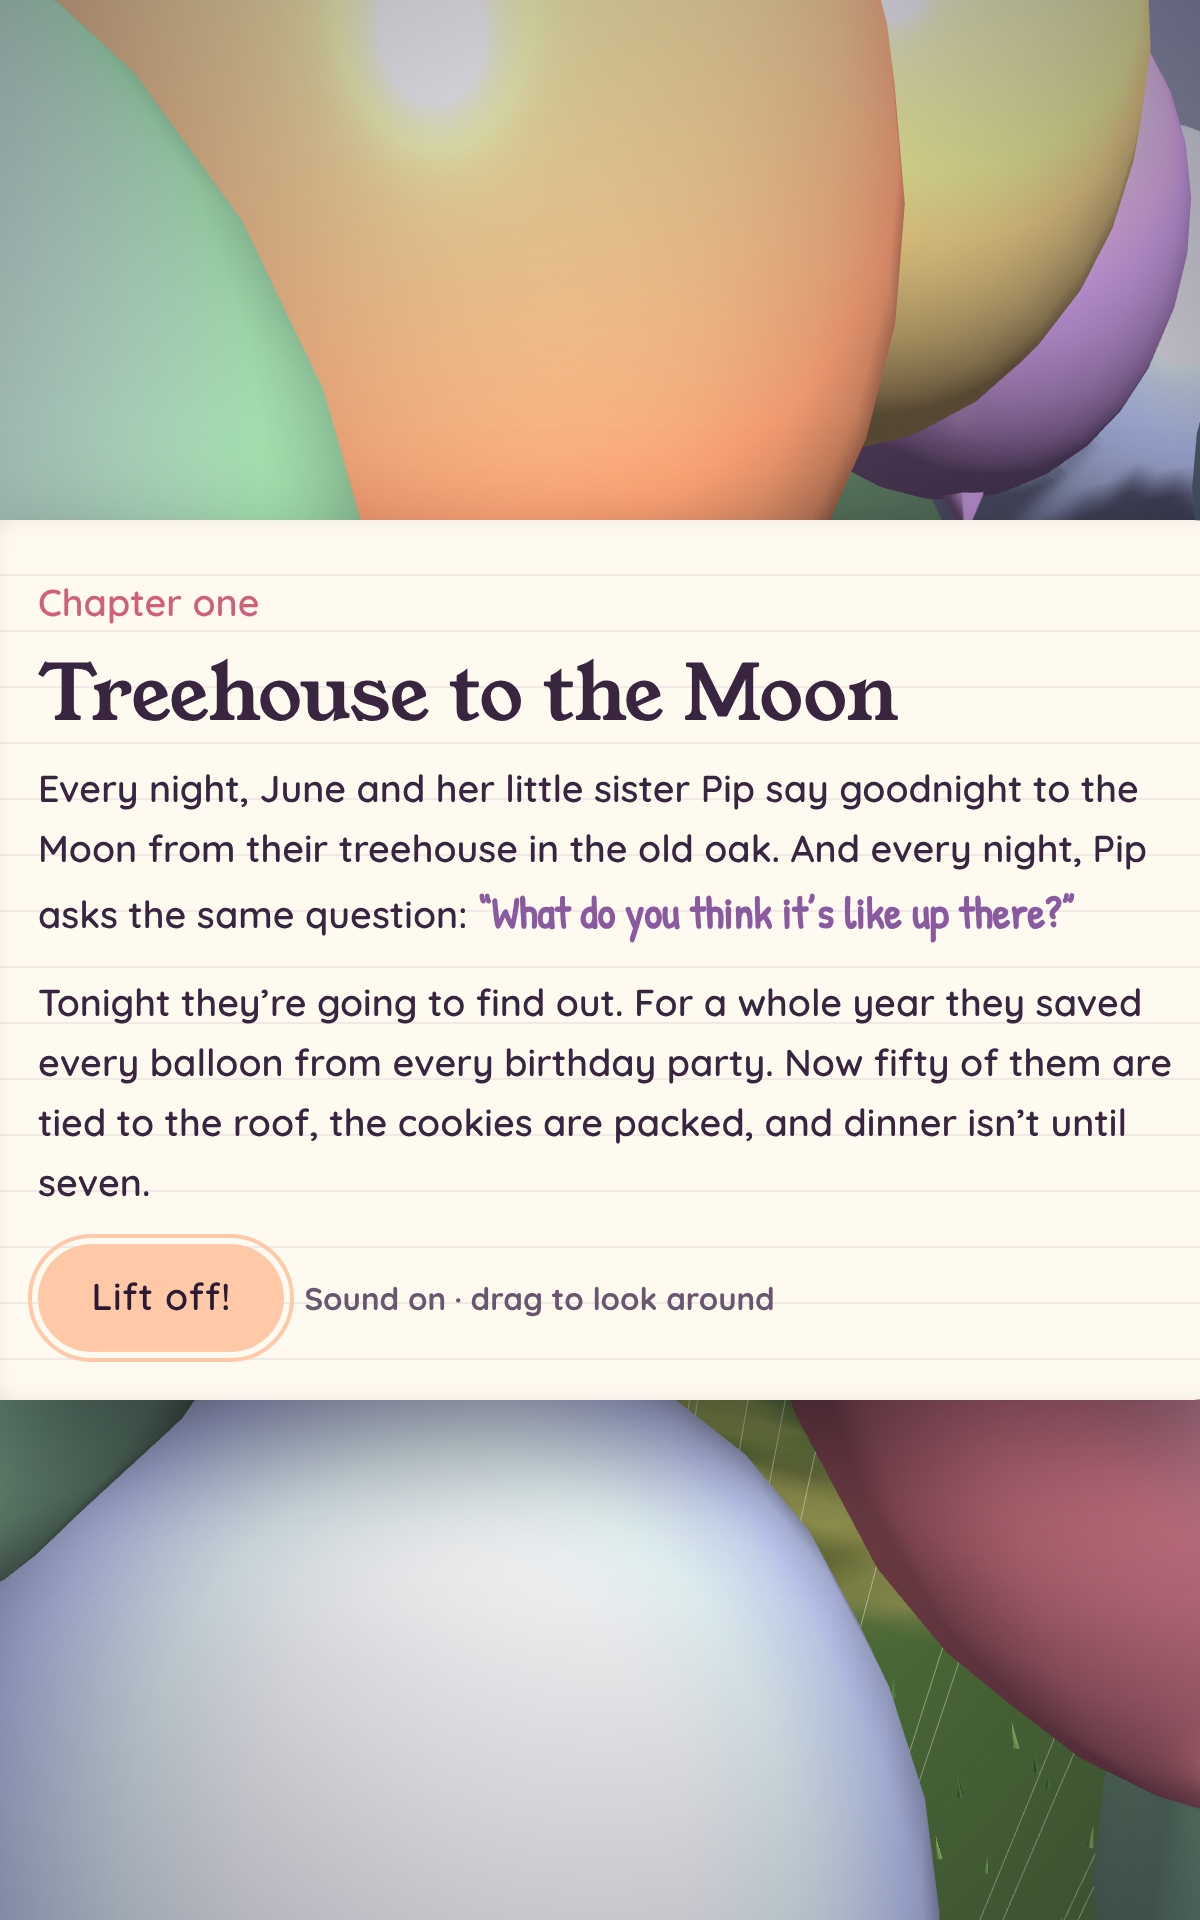 Chapter one
Treehouse to the Moon
Every night, June and her little sister Pip say goodnight to the
Moon from their treehouse in the old oak. And every night, Pip
asks the same question: “What do you think it’s like up there?”
Tonight they’re going to find out. For a whole year they saved
every balloon from every birthday party. Now fifty of them are
tied to the roof, the cookies are packed, and dinner isn’t until
seven.
Lift off!
Sound on · drag to look around